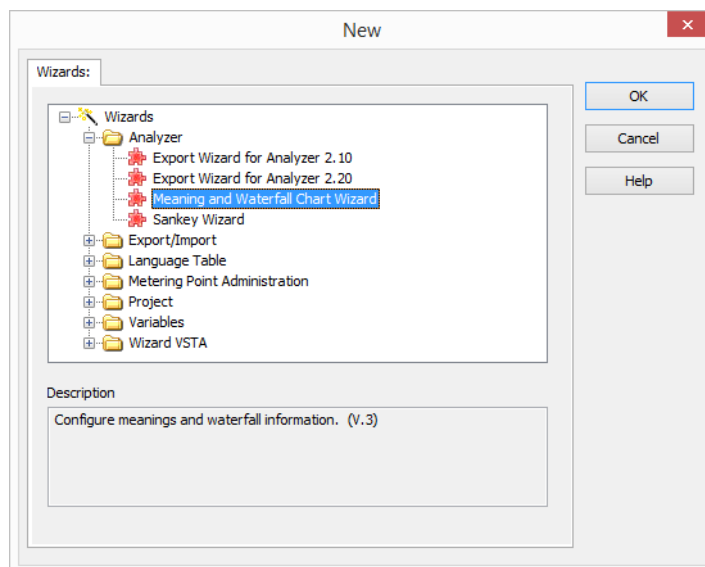 New
Wizards:
Wizards
Analyzer
Export Wizard for Analyzer 2.10
Export Wizard for Analyzer 2.20
Meaning and Waterfall Chart Wizard
Sankey Wizard
Export/Import
Language Table
Metering Point Administration
Project
Variables
Wizard VSTA
Description
Configure meanings and waterfall information. (V.3)
OK
Cancel
Help